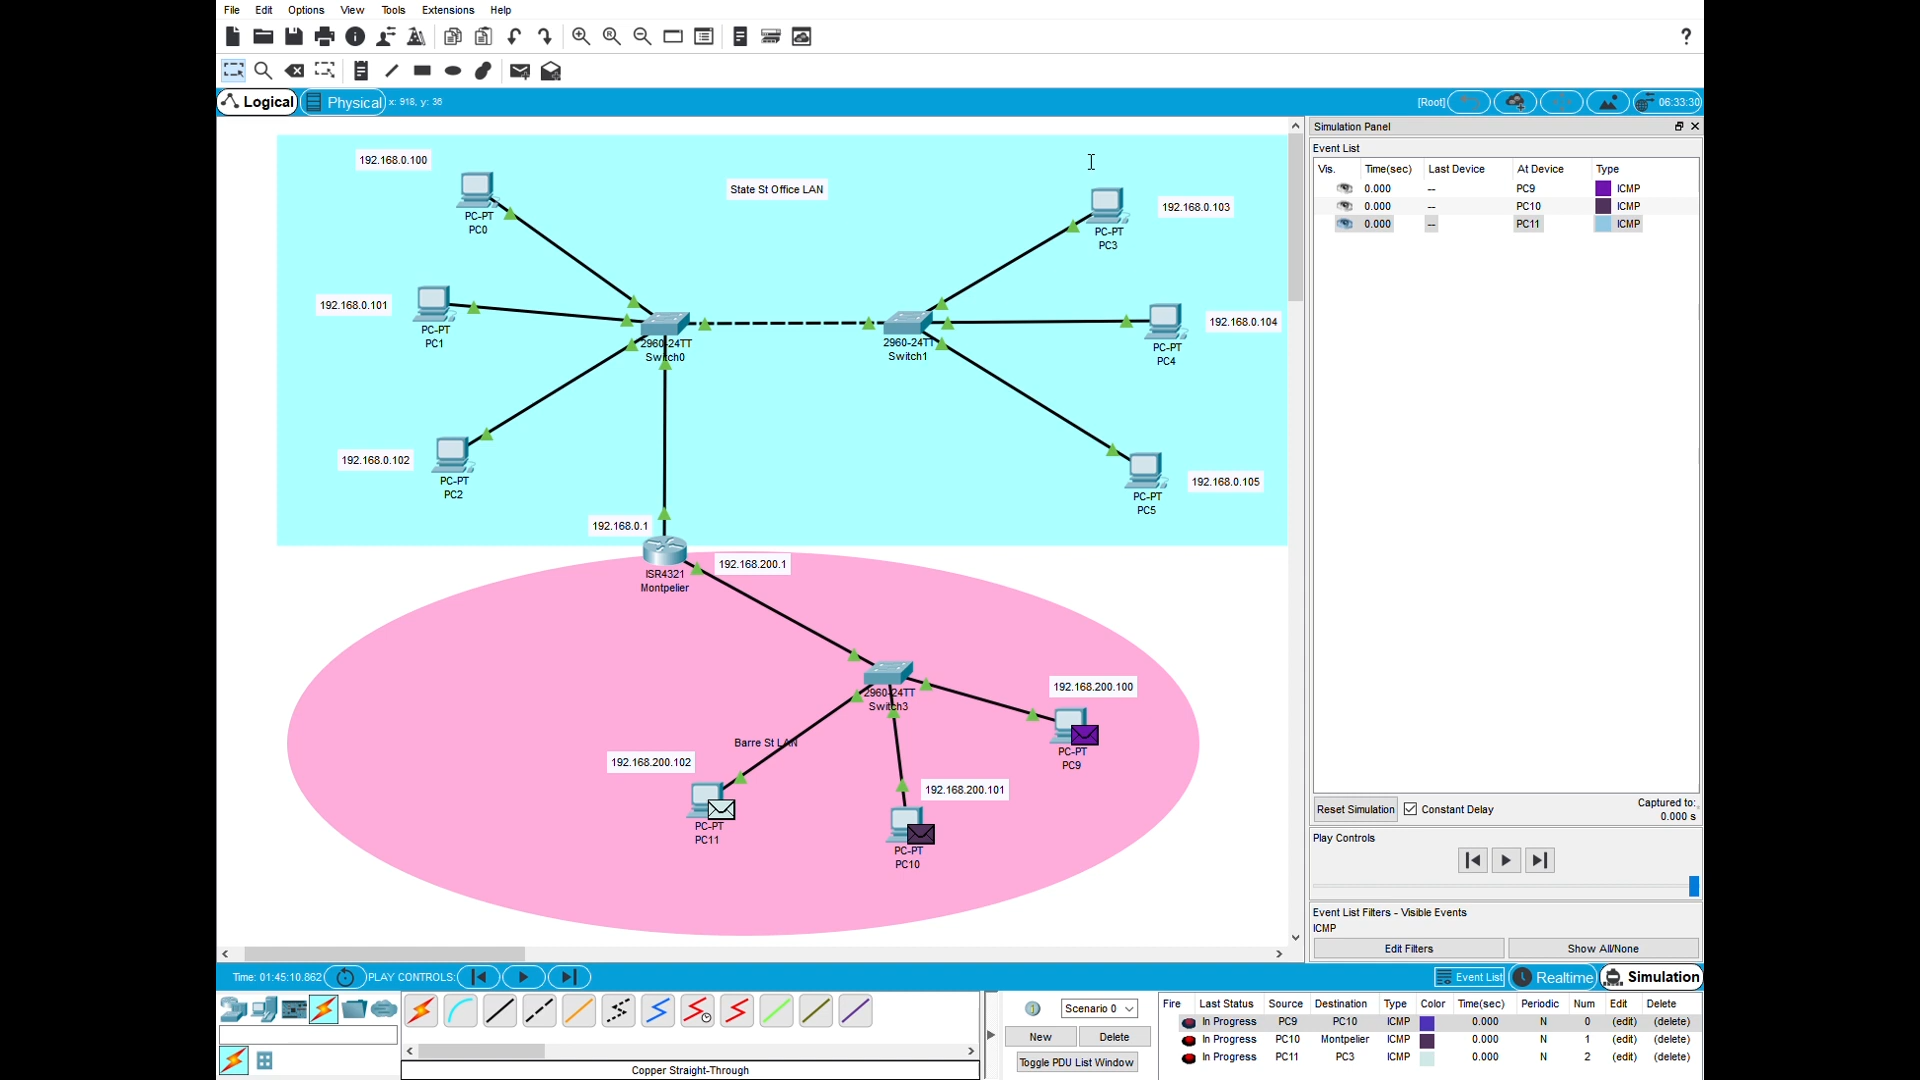 File Edit Options View Tools Extensions Help
?
Logical Physical x: 918, y: 36 [Root] 06:33:30
Simulation Panel
Event List
Vis. Time(sec) Last Device At Device Type
0.000 -- PC9 ICMP
0.000 -- PC10 ICMP
0.000 -- PC11 ICMP
192.168.0.100
State St Office LAN
PC-PT
PC0
192.168.0.103
PC-PT
PC3
192.168.0.101
PC-PT
PC1
2960-24TT
Switch0
2960-24TT
Switch1
192.168.0.104
PC-PT
PC4
192.168.0.102
PC-PT
PC2
192.168.0.105
PC-PT
PC5
192.168.0.1
192.168.200.1
ISR4321
Montpelier
2960-24TT
Switch3
192.168.200.100
PC-PT
PC9
Barre St LAN
192.168.200.102
PC-PT
PC11
192.168.200.101
PC-PT
PC10
Reset Simulation Constant Delay Captured to:
0.000 s
Play Controls
Event List Filters - Visible Events
ICMP
Edit Filters Show All/None
Time: 01:45:10.862 PLAY CONTROLS: Event List Realtime Simulation
Scenario 0
New Delete
Toggle PDU List Window
Fire Last Status Source Destination Type Color Time(sec) Periodic Num Edit Delete
In Progress PC9 PC10 ICMP 0.000 N 0 (edit) (delete)
In Progress PC10 Montpelier ICMP 0.000 N 1 (edit) (delete)
In Progress PC11 PC3 ICMP 0.000 N 2 (edit) (delete)
Copper Straight-Through